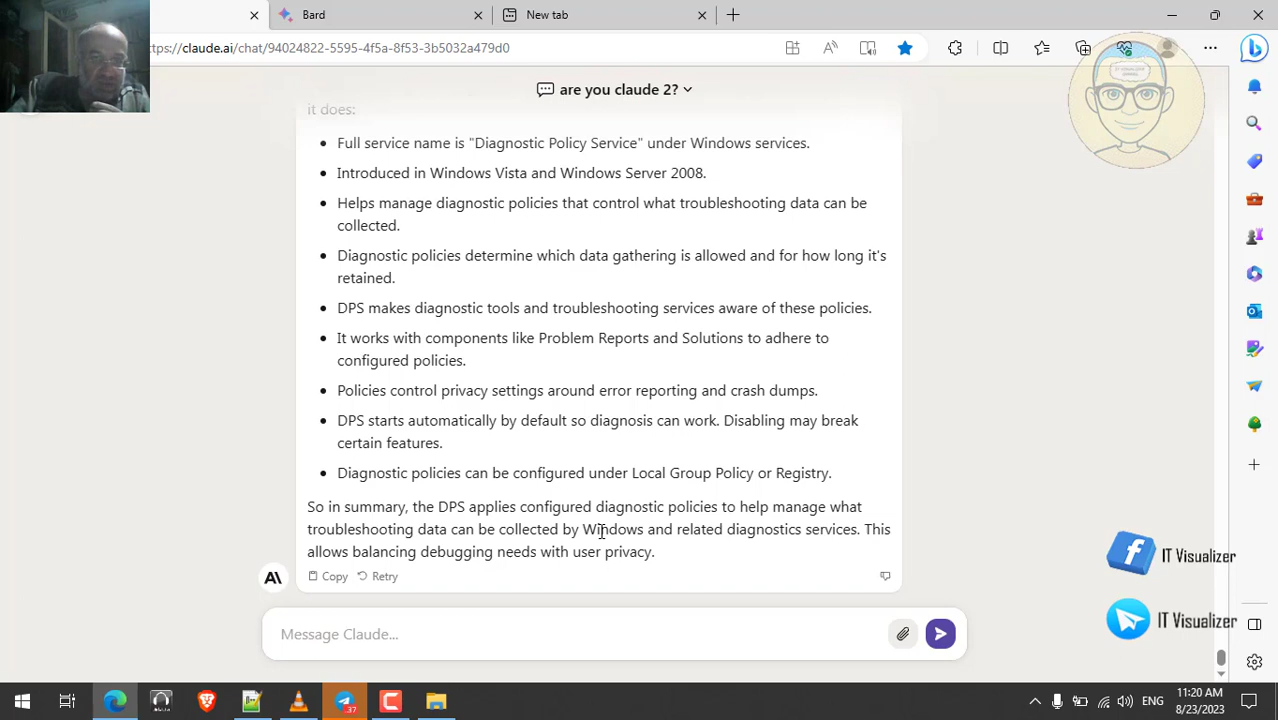 Bard
New tab
ttps://claude.ai/chat/94024822-5595-4f5a-8f53-2b5032a479d0
are you claude 2?
it does:
Full service name is "Diagnostic Policy Service" under Windows services.
Introduced in Windows Vista and Windows Server 2008.
Helps manage diagnostic policies that control what troubleshooting data can be
collected.
Diagnostic policies determine which data gathering is allowed and for how long it's
retained.
DPS makes diagnostic tools and troubleshooting services aware of these policies.
It works with components like Problem Reports and Solutions to adhere to
configured policies.
Policies control privacy settings around error reporting and crash dumps.
DPS starts automatically by default so diagnosis can work. Disabling may break
certain features.
Diagnostic policies can be configured under Local Group Policy or Registry.
So in summary, the DPS applies configured diagnostic policies to help manage what
troubleshooting data can be collected by Windows and related diagnostics services. This
allows balancing debugging needs with user privacy.
Copy Retry
Message Claude...
IT Visualizer
IT Visualizer
37
ENG
11:20 AM
8/23/2023